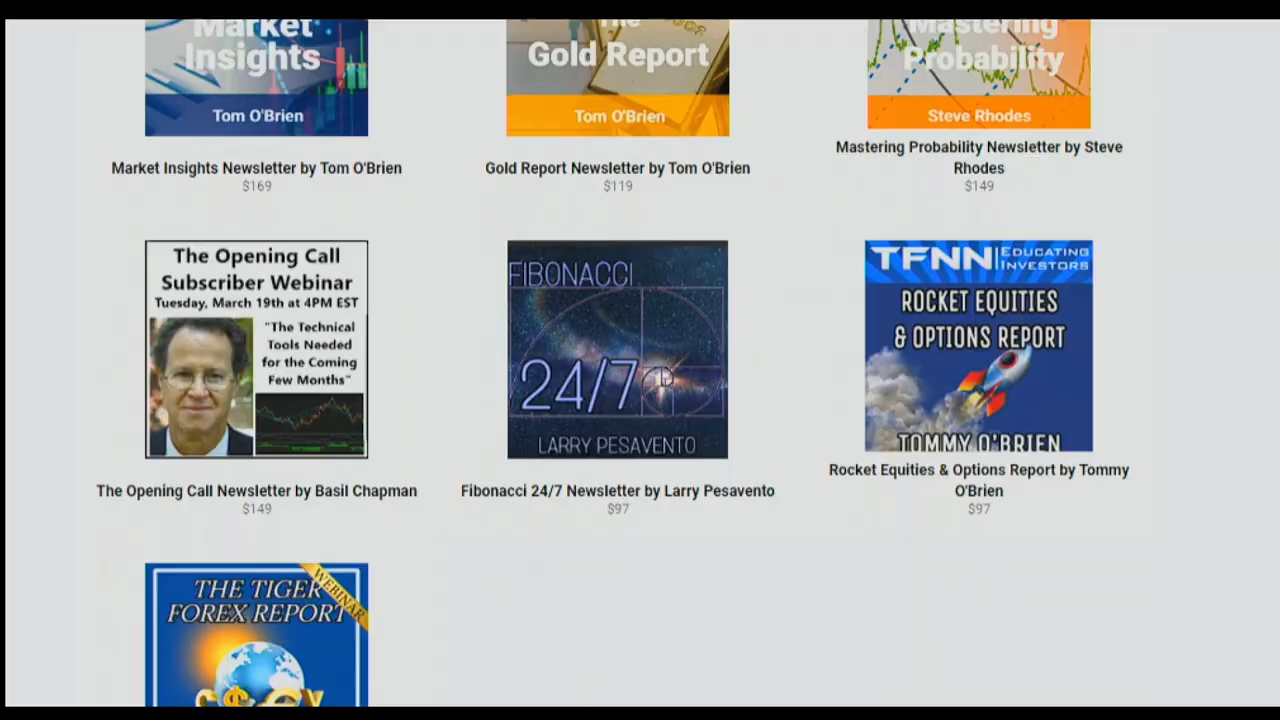 Market
Insights
Tom O'Brien
Market Insights Newsletter by Tom O'Brien
$169
The
Gold Report
Tom O'Brien
Gold Report Newsletter by Tom O'Brien
$119
Mastering
Probability
Steve Rhodes
Mastering Probability Newsletter by Steve
Rhodes
$149
The Opening Call
Subscriber Webinar
Tuesday, March 19th at 4PM EST
"The Technical
Tools Needed
for the Coming
Few Months"
The Opening Call Newsletter by Basil Chapman
$149
FIBONACCI
24/7
LARRY PESAVENTO
Fibonacci 24/7 Newsletter by Larry Pesavento
$97
TFNN EDUCATING
INVESTORS
ROCKET EQUITIES
& OPTIONS REPORT
TOMMY O'BRIEN
Rocket Equities & Options Report by Tommy
O'Brien
$97
THE TIGER
FOREX REPORT
WEBINAR